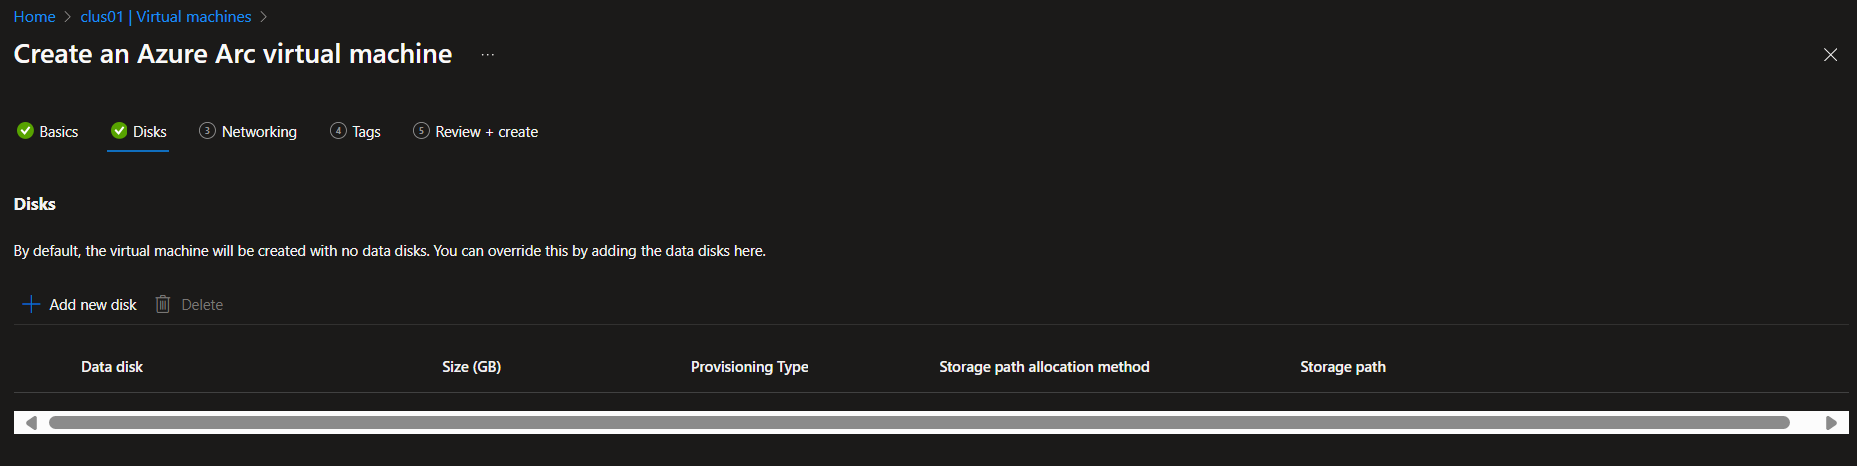 Home > clus01 | Virtual machines >
Create an Azure Arc virtual machine ...
Basics Disks 3 Networking 4 Tags 5 Review + create
Disks
By default, the virtual machine will be created with no data disks. You can override this by adding the data disks here.
Add new disk Delete
Data disk Size (GB) Provisioning Type Storage path allocation method Storage path